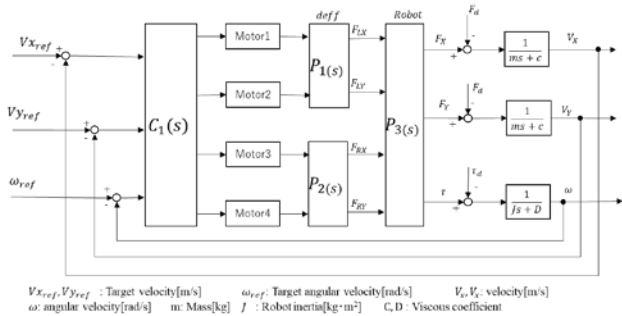 deff
Robot
Vx_ref
+
-
Motor1
P_1(s)
F_LX
F_X
F_d
-
+
1
ms + c
V_X
Motor2
F_LY
Vy_ref
+
-
C_1(s)
P_3(s)
F_Y
F_d
-
+
1
ms + c
V_Y
Motor3
P_2(s)
F_RX
ω_ref
+
-
Motor4
F_RY
τ
τ_d
-
+
1
Js + D
ω
Vx_ref, Vy_ref : Target velocity[m/s] ω_ref: Target angular velocity[rad/s] V_x, V_x: velocity[m/s]
ω: angular velocity[rad/s] m: Mass[kg] J : Robot inertia[kg・m²] C, D : Viscous coefficient